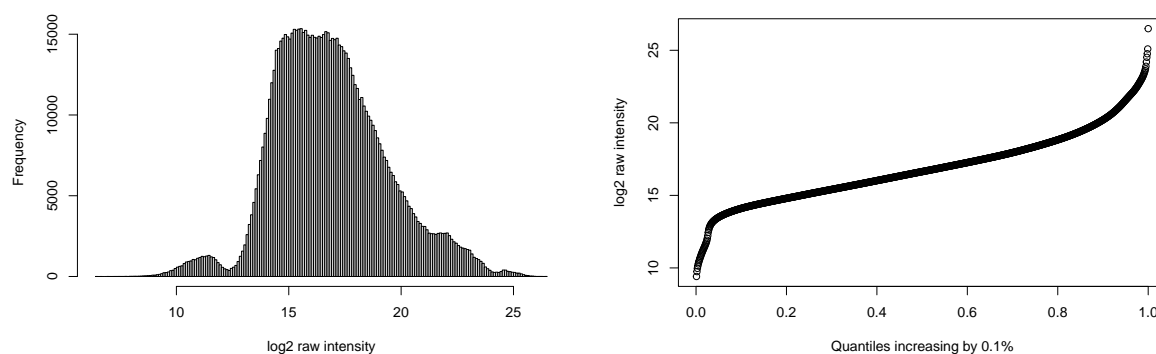 Frequency
0
5000
10000
15000
10 15 20 25
log2 raw intensity
log2 raw intensity
10
15
20
25
0.0 0.2 0.4 0.6 0.8 1.0
Quantiles increasing by 0.1%